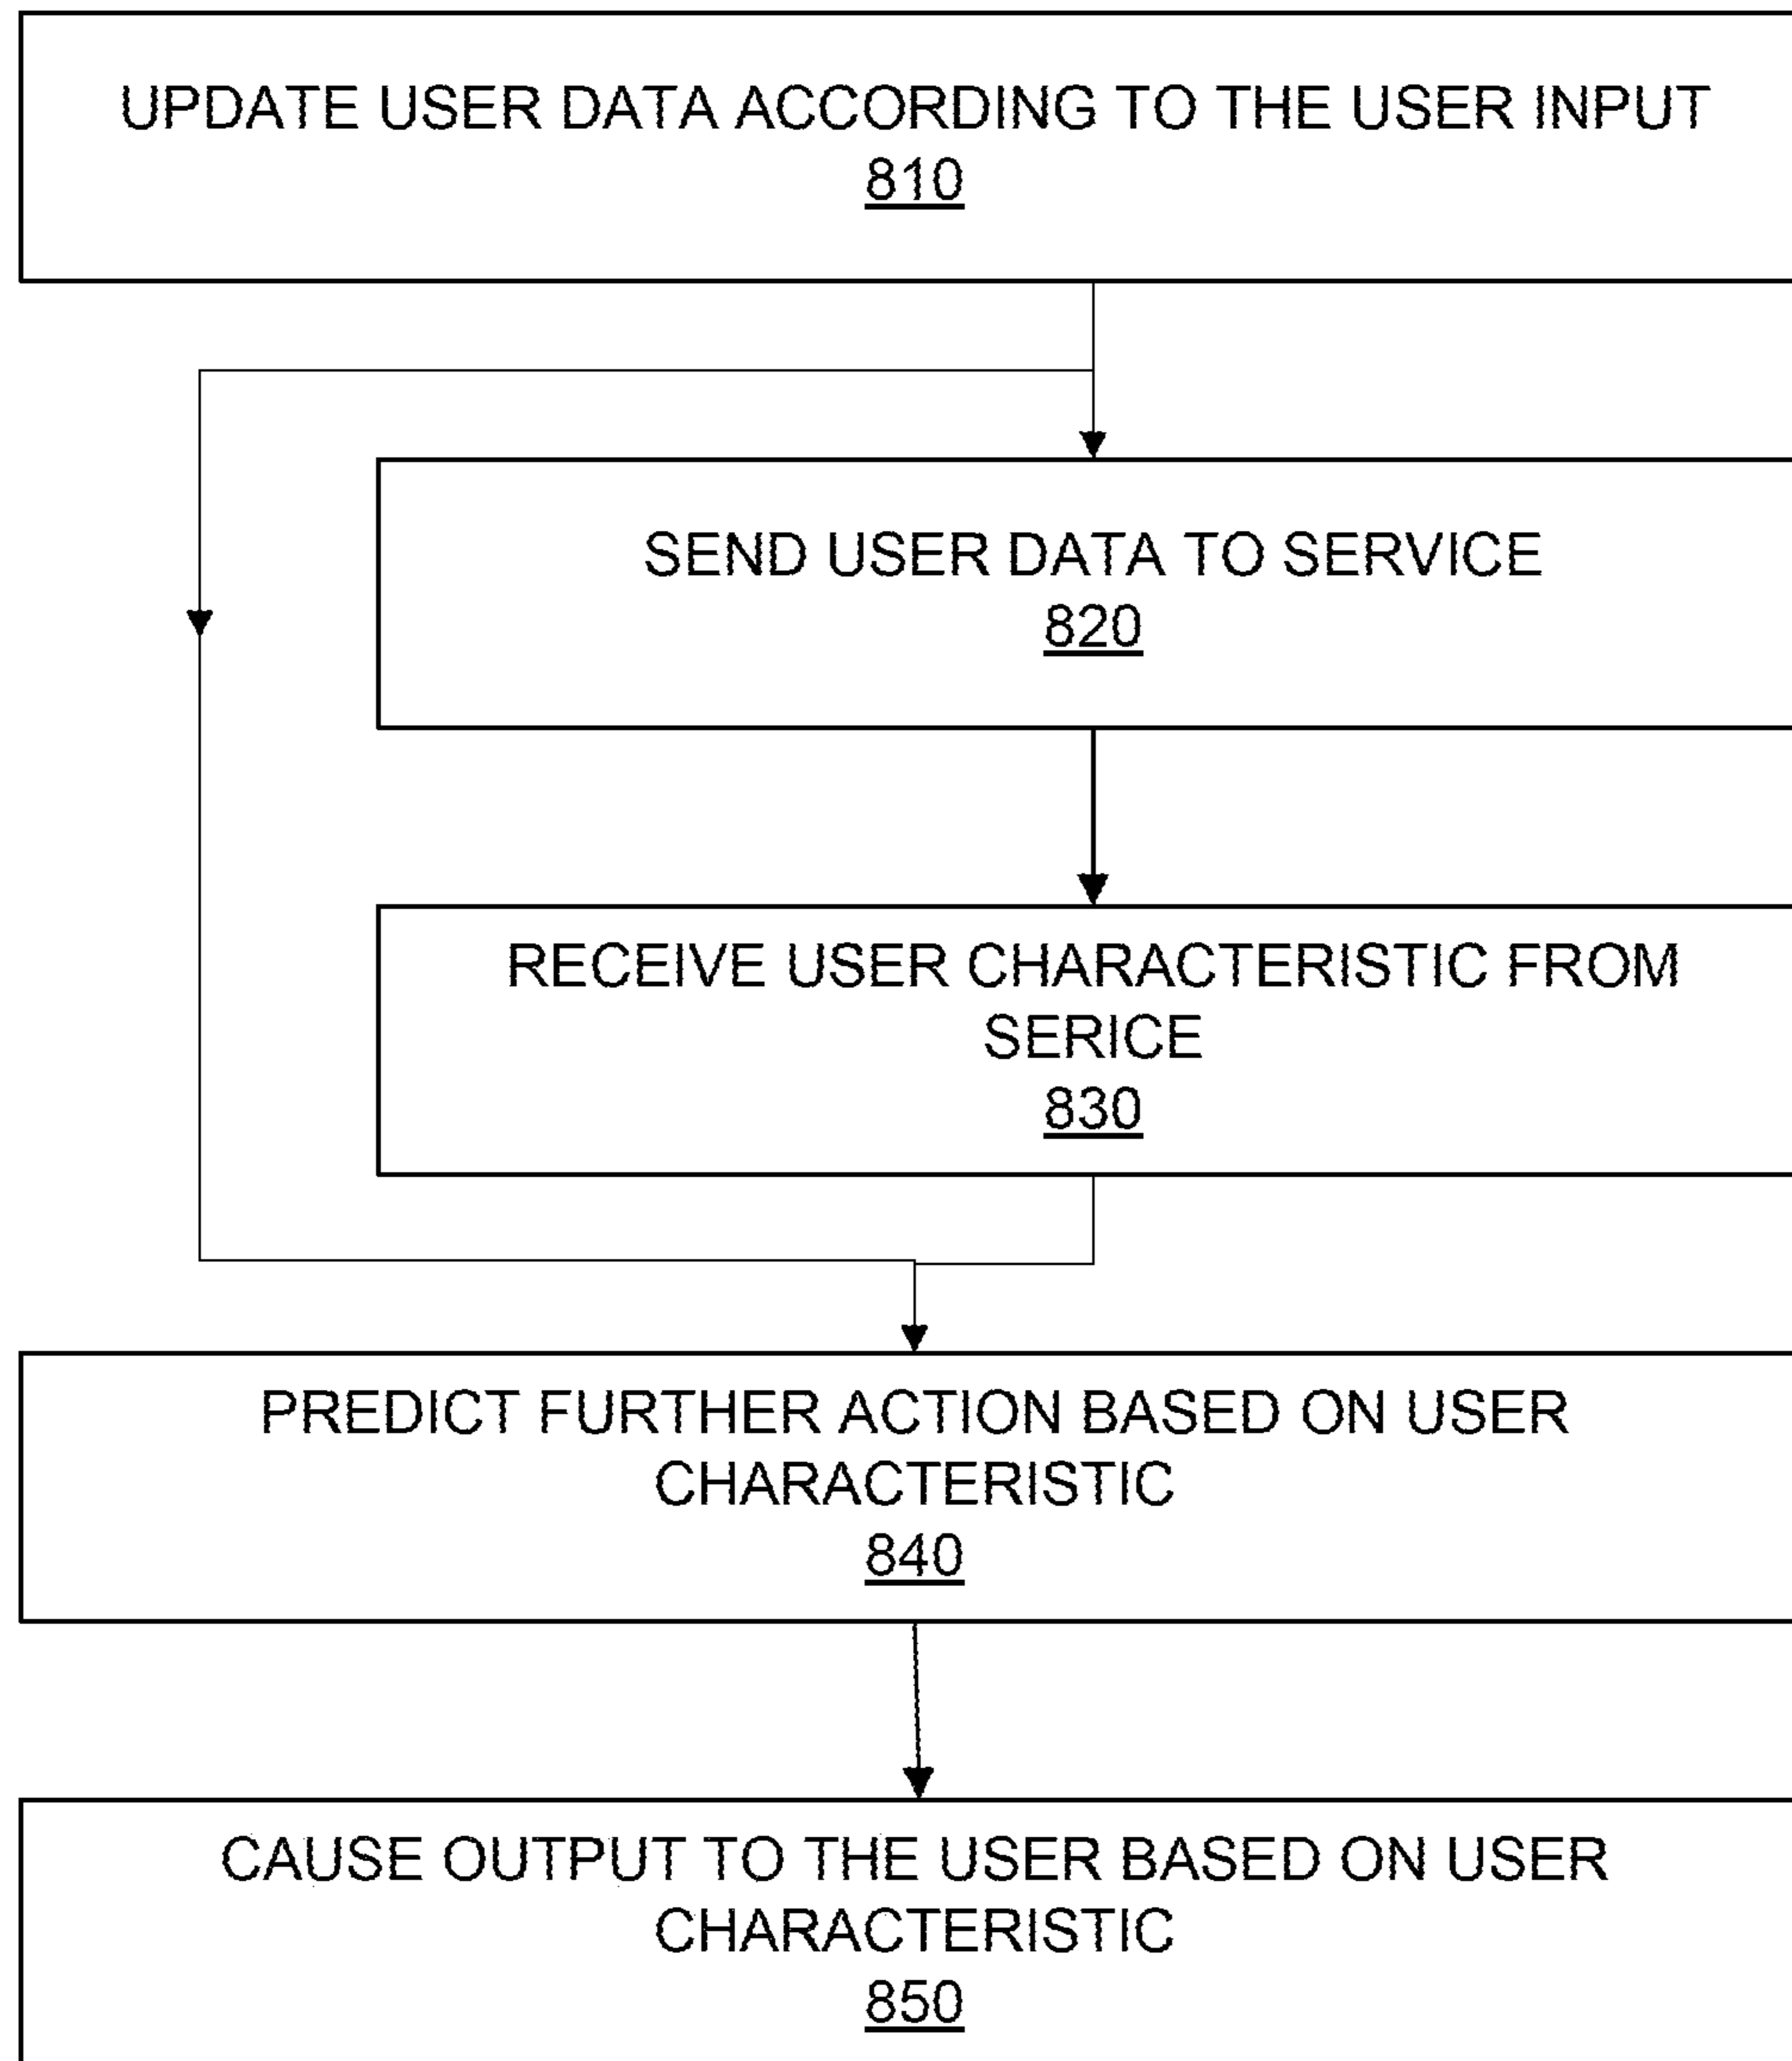 UPDATE USER DATA ACCORDING TO THE USER INPUT
810
SEND USER DATA TO SERVICE
820
RECEIVE USER CHARACTERISTIC FROM
SERICE
830
PREDICT FURTHER ACTION BASED ON USER
CHARACTERISTIC
840
CAUSE OUTPUT TO THE USER BASED ON USER
CHARACTERISTIC
850